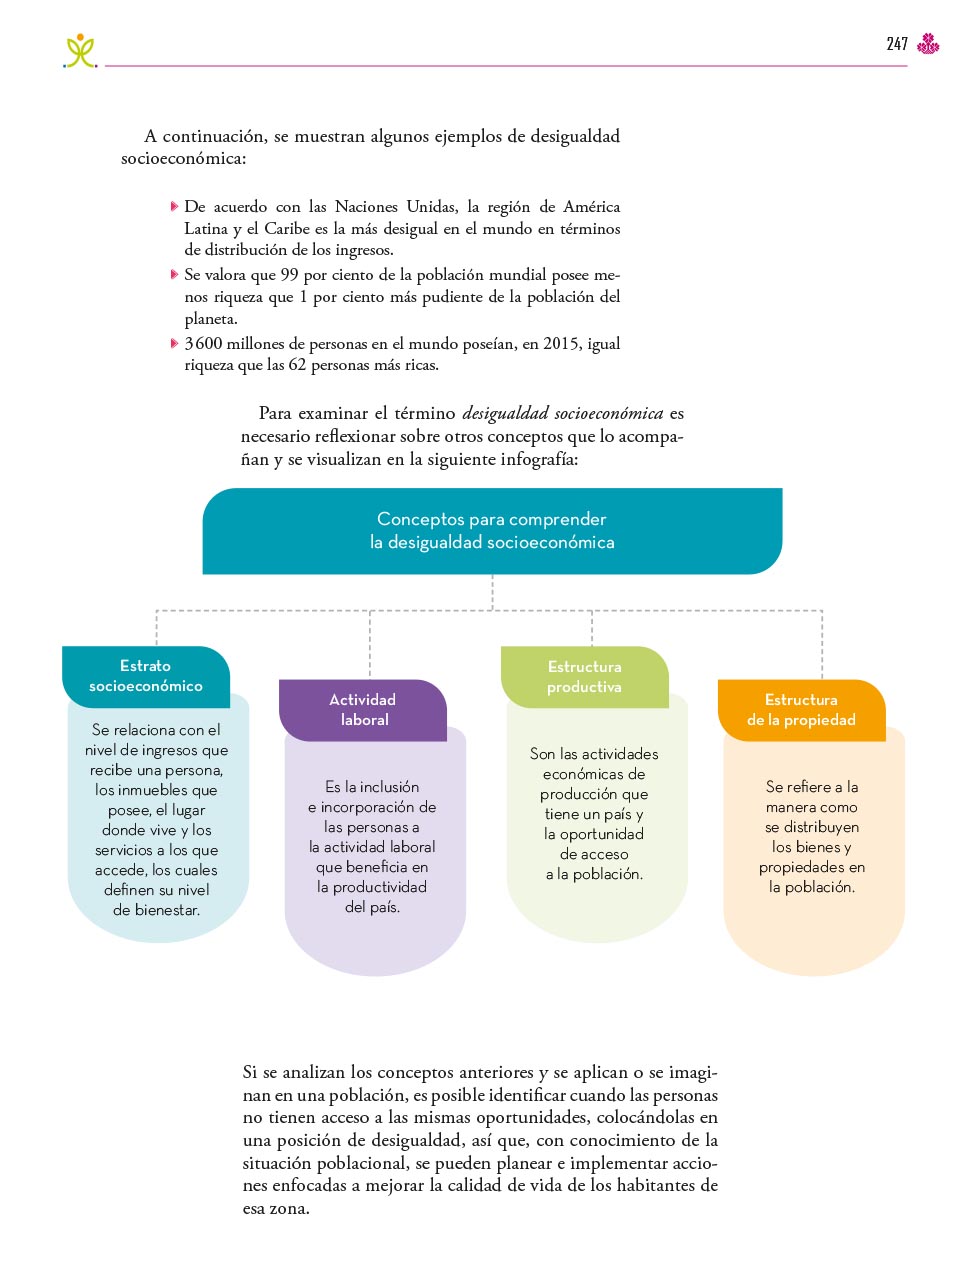 247
A continuación, se muestran algunos ejemplos de desigualdad
socioeconómica:
De acuerdo con las Naciones Unidas, la región de América
Latina y el Caribe es la más desigual en el mundo en términos
de distribución de los ingresos.
Se valora que 99 por ciento de la población mundial posee me-
nos riqueza que 1 por ciento más pudiente de la población del
planeta.
3 600 millones de personas en el mundo poseían, en 2015, igual
riqueza que las 62 personas más ricas.
Para examinar el término desigualdad socioeconómica es
necesario reflexionar sobre otros conceptos que lo acompa-
ñan y se visualizan en la siguiente infografía:
Conceptos para comprender
la desigualdad socioeconómica
Estrato
socioeconómico
Se relaciona con el
nivel de ingresos que
recibe una persona,
los inmuebles que
posee, el lugar
donde vive y los
servicios a los que
accede, los cuales
definen su nivel
de bienestar.
Actividad
laboral
Es la inclusión
e incorporación de
las personas a
la actividad laboral
que beneficia en
la productividad
del país.
Estructura
productiva
Son las actividades
económicas de
producción que
tiene un país y
la oportunidad
de acceso
a la población.
Estructura
de la propiedad
Se refiere a la
manera como
se distribuyen
los bienes y
propiedades en
la población.
Si se analizan los conceptos anteriores y se aplican o se imagi-
nan en una población, es posible identificar cuando las personas
no tienen acceso a las mismas oportunidades, colocándolas en
una posición de desigualdad, así que, con conocimiento de la
situación poblacional, se pueden planear e implementar accio-
nes enfocadas a mejorar la calidad de vida de los habitantes de
esa zona.